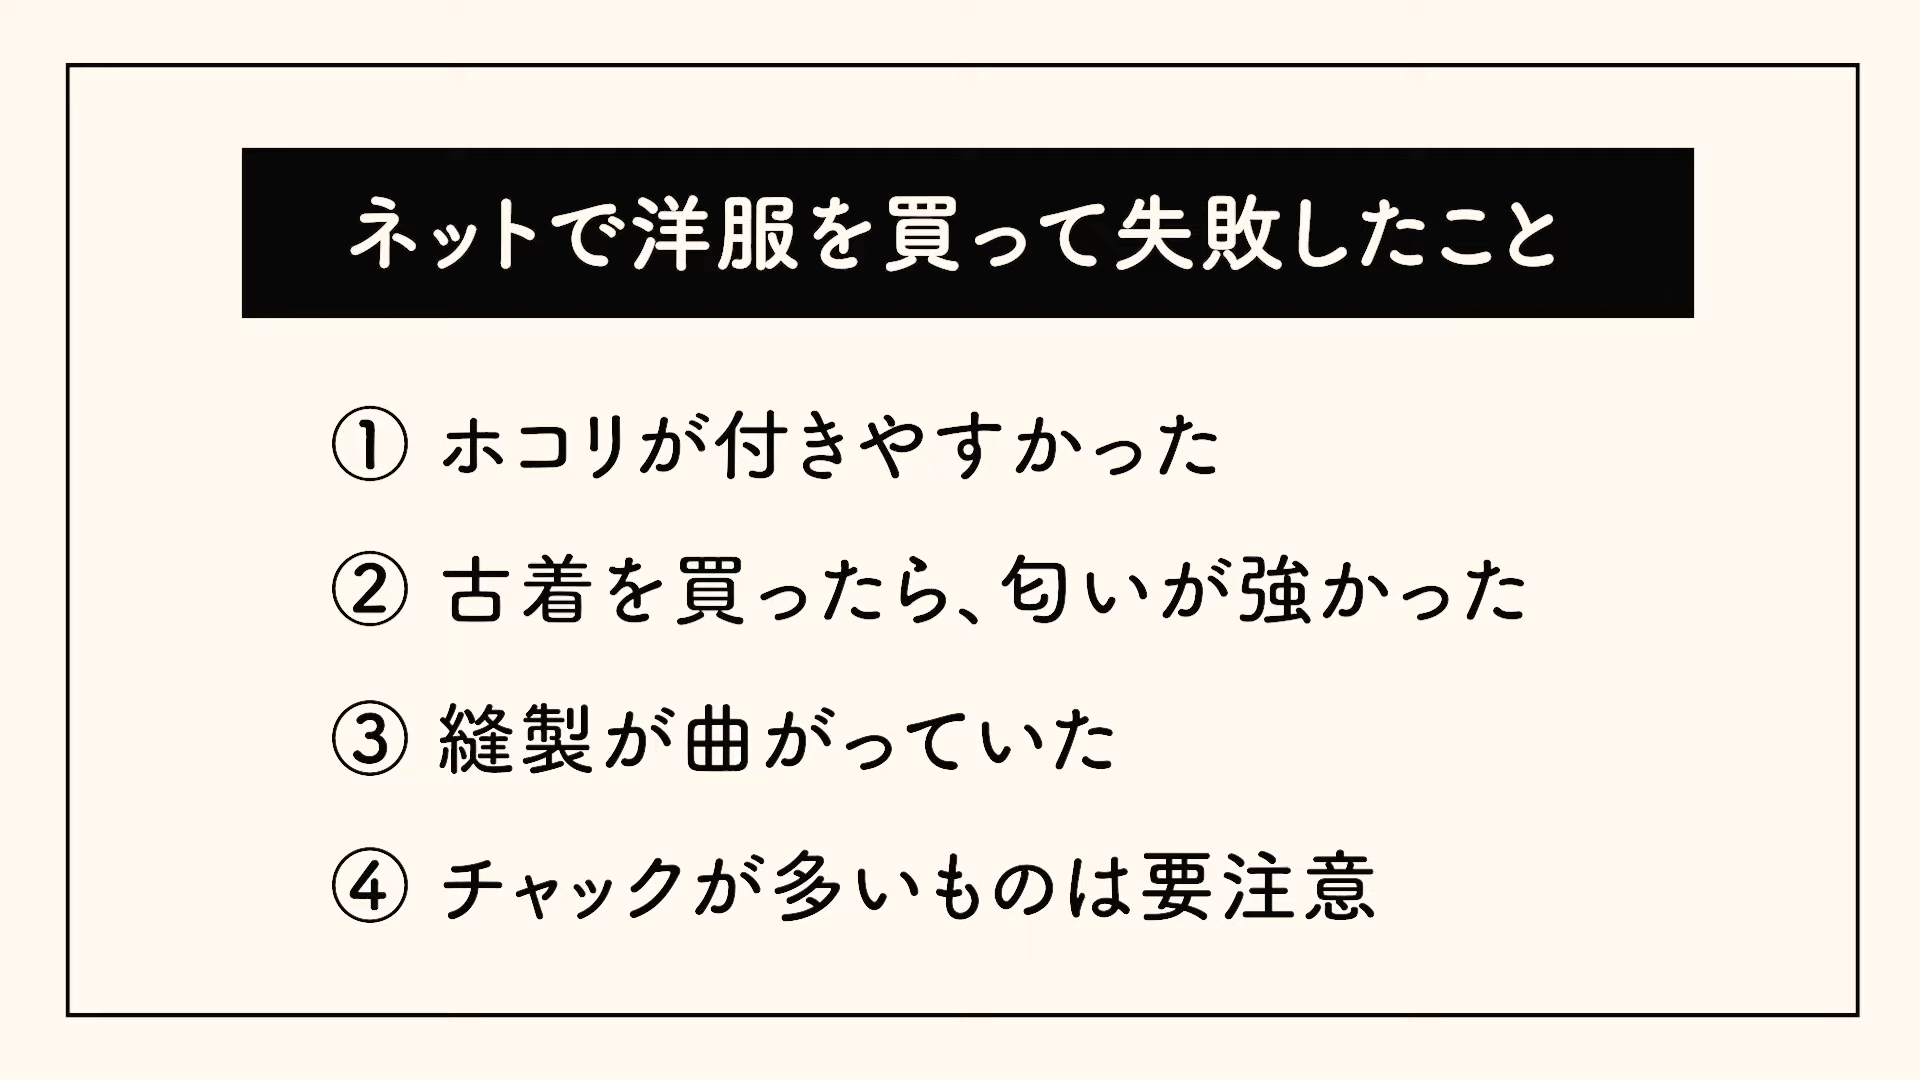 ネットで洋服を買って失敗したこと
① ホコリが付きやすかった
② 古着を買ったら、匂いが強かった
③ 縫製が曲がっていた
④ チャックが多いものは要注意